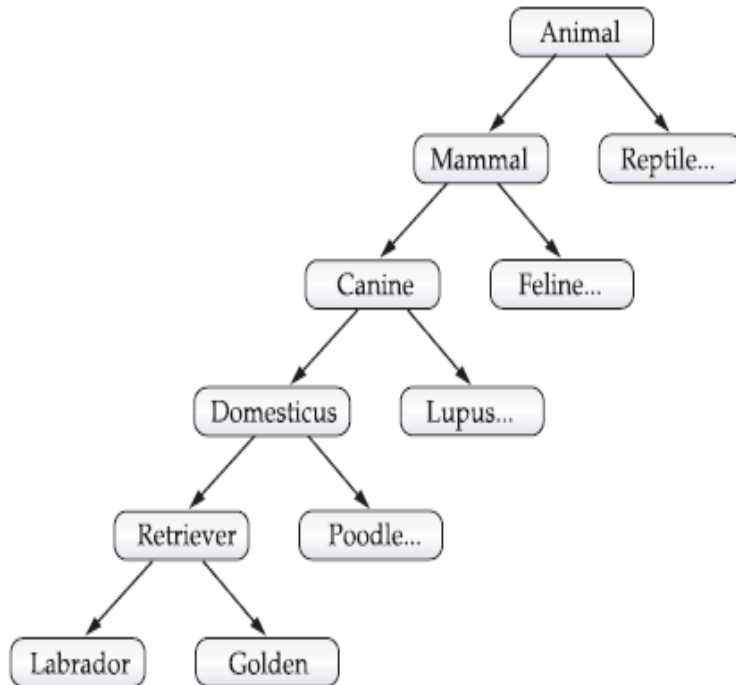 Animal
Mammal
Reptile...
Canine
Feline...
Domesticus
Lupus...
Retriever
Poodle...
Labrador
Golden